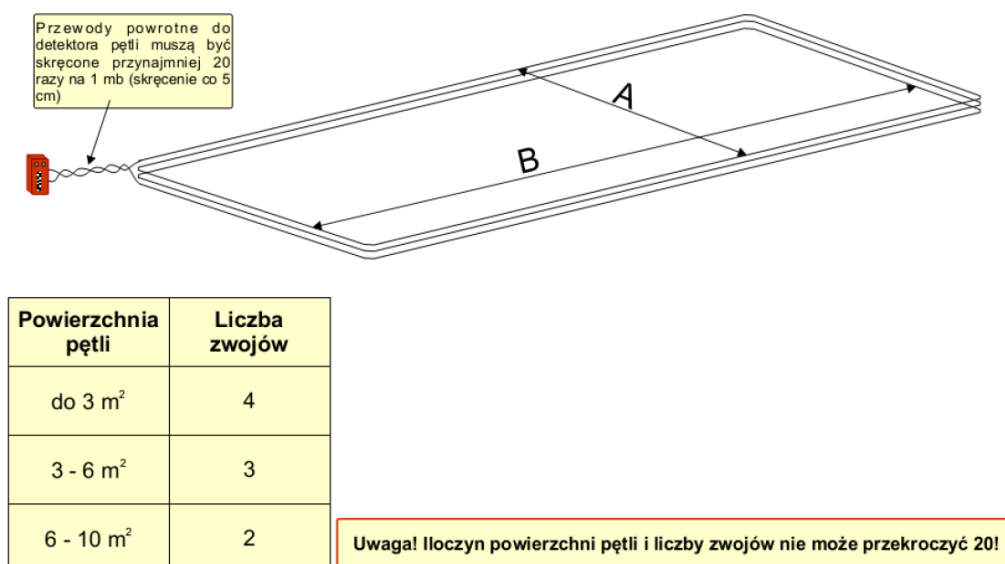 Przewody powrotne do
detektora pętli muszą być
skręcone przynajmniej 20
razy na 1 mb (skręcenie co 5
cm)
A
B
Powierzchnia pętli
Liczba zwojów
do 3 m²
4
3 - 6 m²
3
6 - 10 m²
2
Uwaga! Iloczyn powierzchni pętli i liczby zwojów nie może przekroczyć 20!